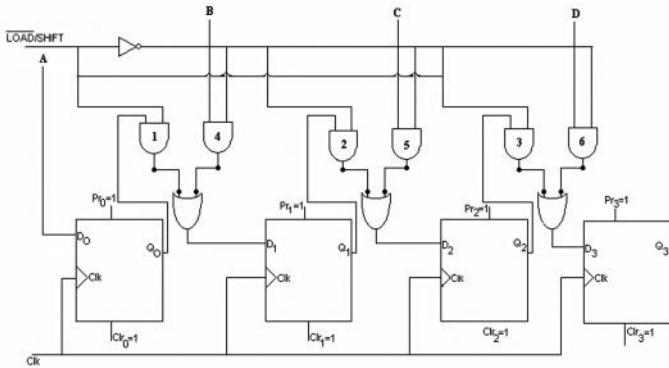 B C D
L̅O̅A̅D̅/SHIFT
A
1 4 2 5 3 6
Pr0=1 Pr1=1 Pr2=1 Pr3=1
D0 Q0 D1 Q1 D2 Q2 D3 Q3
Clk Clk Clk Clk
Clr0=1 Clr1=1 Clr2=1 Clr3=1
Clk